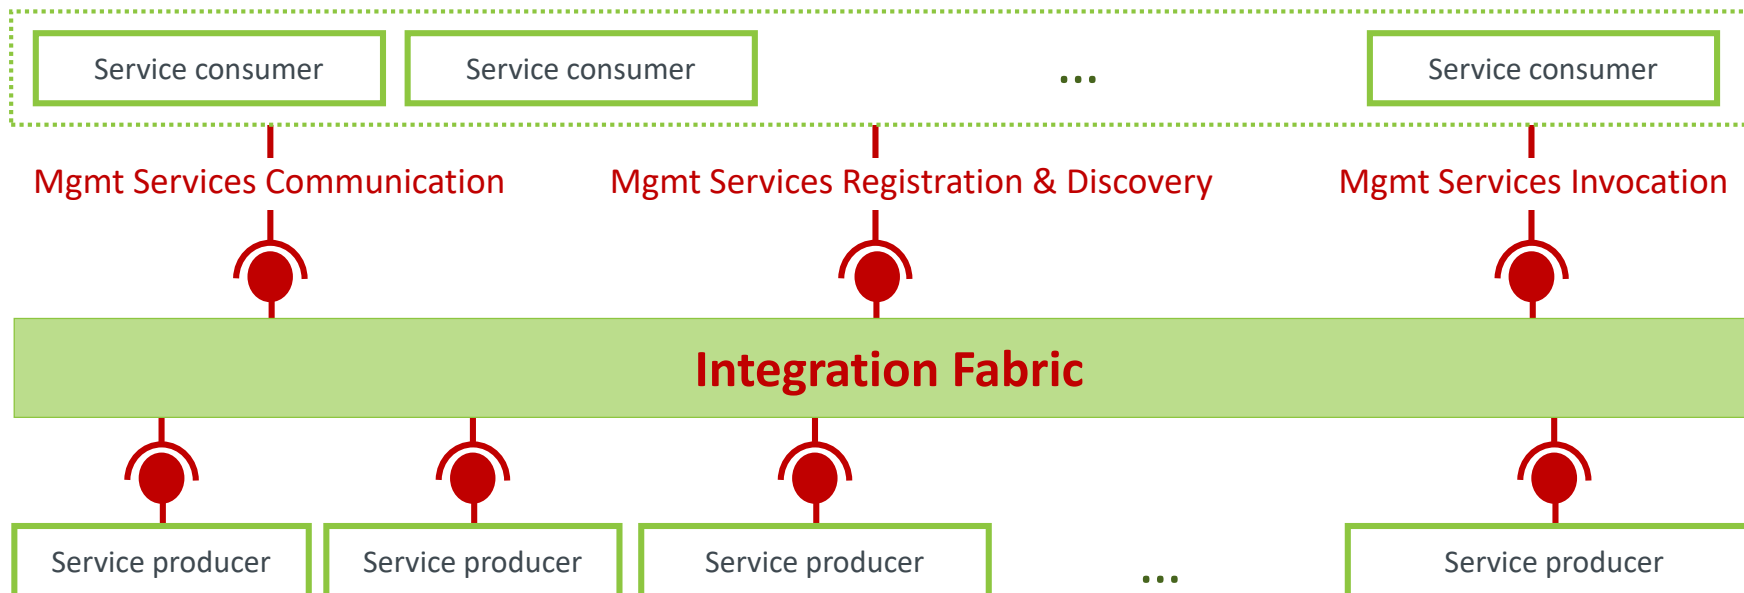 Service consumer
Service consumer
...
Service consumer
Mgmt Services Communication
Mgmt Services Registration & Discovery
Mgmt Services Invocation
Integration Fabric
Service producer
Service producer
Service producer
...
Service producer